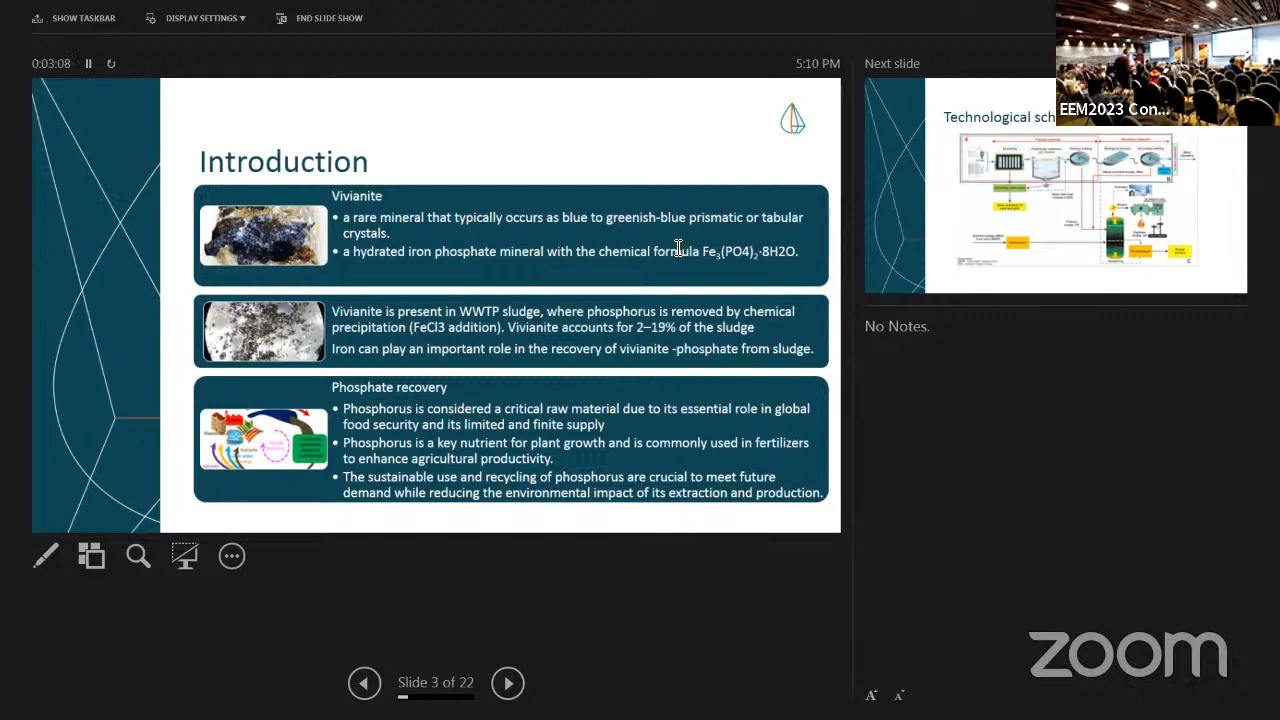 SHOW TASKBAR
DISPLAY SETTINGS ▼
END SLIDE SHOW
0:03:08
5:10 PM
Next slide
EEM2023 Con...
Introduction
Vivianite
• a rare mineral that typically occurs as blue to greenish-blue prismatic or tabular
crystals.
• a hydrated iron phosphate mineral with the chemical formula Fe₃(PO4)₂·8H2O.
Vivianite is present in WWTP sludge, where phosphorus is removed by chemical
precipitation (FeCl3 addition). Vivianite accounts for 2–19% of the sludge
Iron can play an important role in the recovery of vivianite -phosphate from sludge.
Phosphate recovery
• Phosphorus is considered a critical raw material due to its essential role in global
food security and its limited and finite supply
• Phosphorus is a key nutrient for plant growth and is commonly used in fertilizers
to enhance agricultural productivity.
• The sustainable use and recycling of phosphorus are crucial to meet future
demand while reducing the environmental impact of its extraction and production.
Technological sch
No Notes.
Slide 3 of 22
A
A
zoom